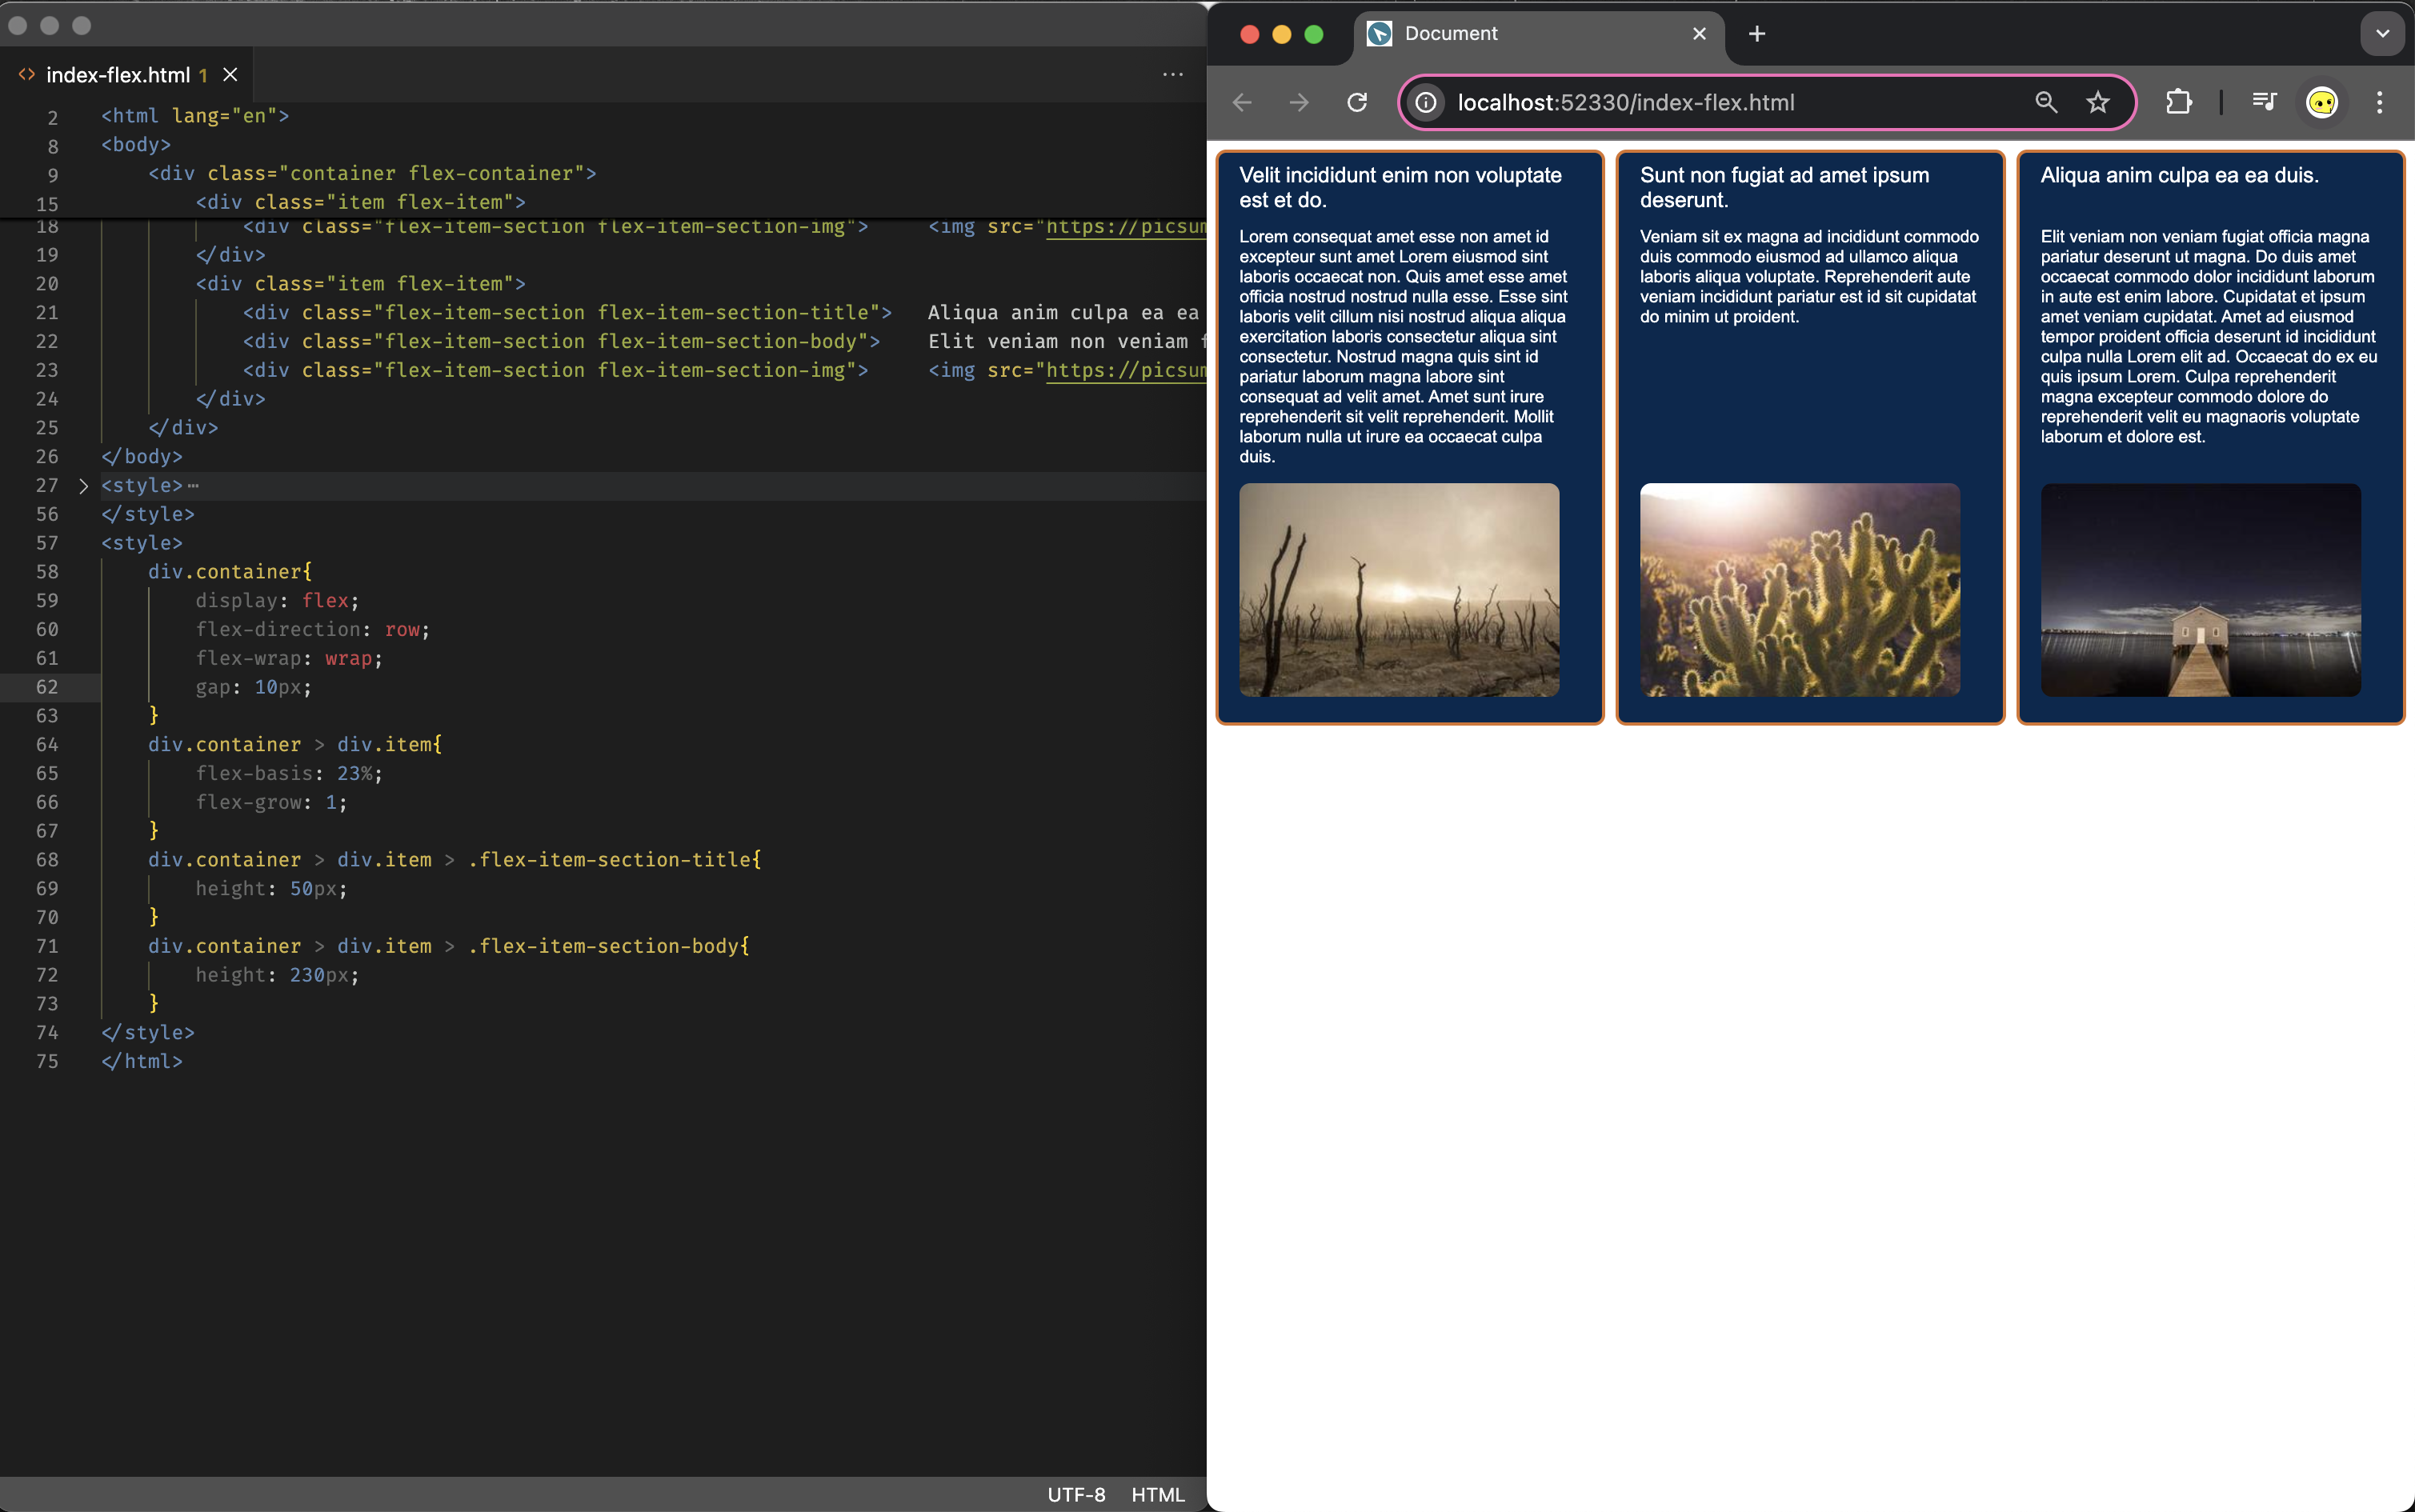 index-flex.html 1
2 <html lang="en">
8 <body>
9 <div class="container flex-container">
15 <div class="item flex-item">
18 <div class="flex-item-section flex-item-section-img"> <img src="https://picsum
19 </div>
20 <div class="item flex-item">
21 <div class="flex-item-section flex-item-section-title"> Aliqua anim culpa ea ea
22 <div class="flex-item-section flex-item-section-body"> Elit veniam non veniam
23 <div class="flex-item-section flex-item-section-img"> <img src="https://picsum
24 </div>
25 </div>
26 </body>
27 <style>
56 </style>
57 <style>
58 div.container{
59 display: flex;
60 flex-direction: row;
61 flex-wrap: wrap;
62 gap: 10px;
63 }
64 div.container > div.item{
65 flex-basis: 23%;
66 flex-grow: 1;
67 }
68 div.container > div.item > .flex-item-section-title{
69 height: 50px;
70 }
71 div.container > div.item > .flex-item-section-body{
72 height: 230px;
73 }
74 </style>
75 </html>
UTF-8 HTML
Document
localhost:52330/index-flex.html
Velit incididunt enim non voluptate
est et do.
Lorem consequat amet esse non amet id
excepteur sunt amet Lorem eiusmod sint
laboris occaecat non. Quis amet esse amet
officia nostrud nostrud nulla esse. Esse sint
laboris velit cillum nisi nostrud aliqua aliqua
exercitation laboris consectetur aliqua sint
consectetur. Nostrud magna quis sint id
pariatur laborum magna labore sint
consequat ad velit amet. Amet sunt irure
reprehenderit sit velit reprehenderit. Mollit
laborum nulla ut irure ea occaecat culpa
duis.
Sunt non fugiat ad amet ipsum
deserunt.
Veniam sit ex magna ad incididunt commodo
duis commodo eiusmod ad ullamco aliqua
laboris aliqua voluptate. Reprehenderit aute
veniam incididunt pariatur est id sit cupidatat
do minim ut proident.
Aliqua anim culpa ea ea duis.
Elit veniam non veniam fugiat officia magna
pariatur deserunt ut magna. Do duis amet
occaecat commodo dolor incididunt laborum
in aute est enim labore. Cupidatat et ipsum
amet veniam cupidatat. Amet ad eiusmod
tempor proident officia deserunt id incididunt
culpa nulla Lorem elit ad. Occaecat do ex eu
quis ipsum Lorem. Culpa reprehenderit
magna excepteur commodo dolore do
reprehenderit velit eu magnaoris voluptate
laborum et dolore est.